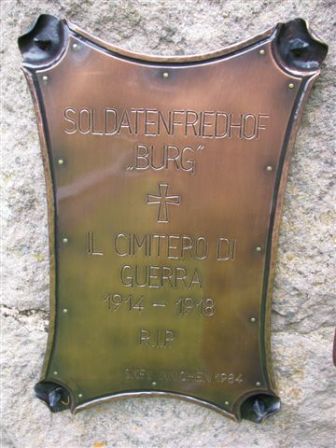 SOLDATENFRIEDHOF
„BURG"
IL CIMITERO DI
GUERRA
1914 – 1918
R.I.P.
1984